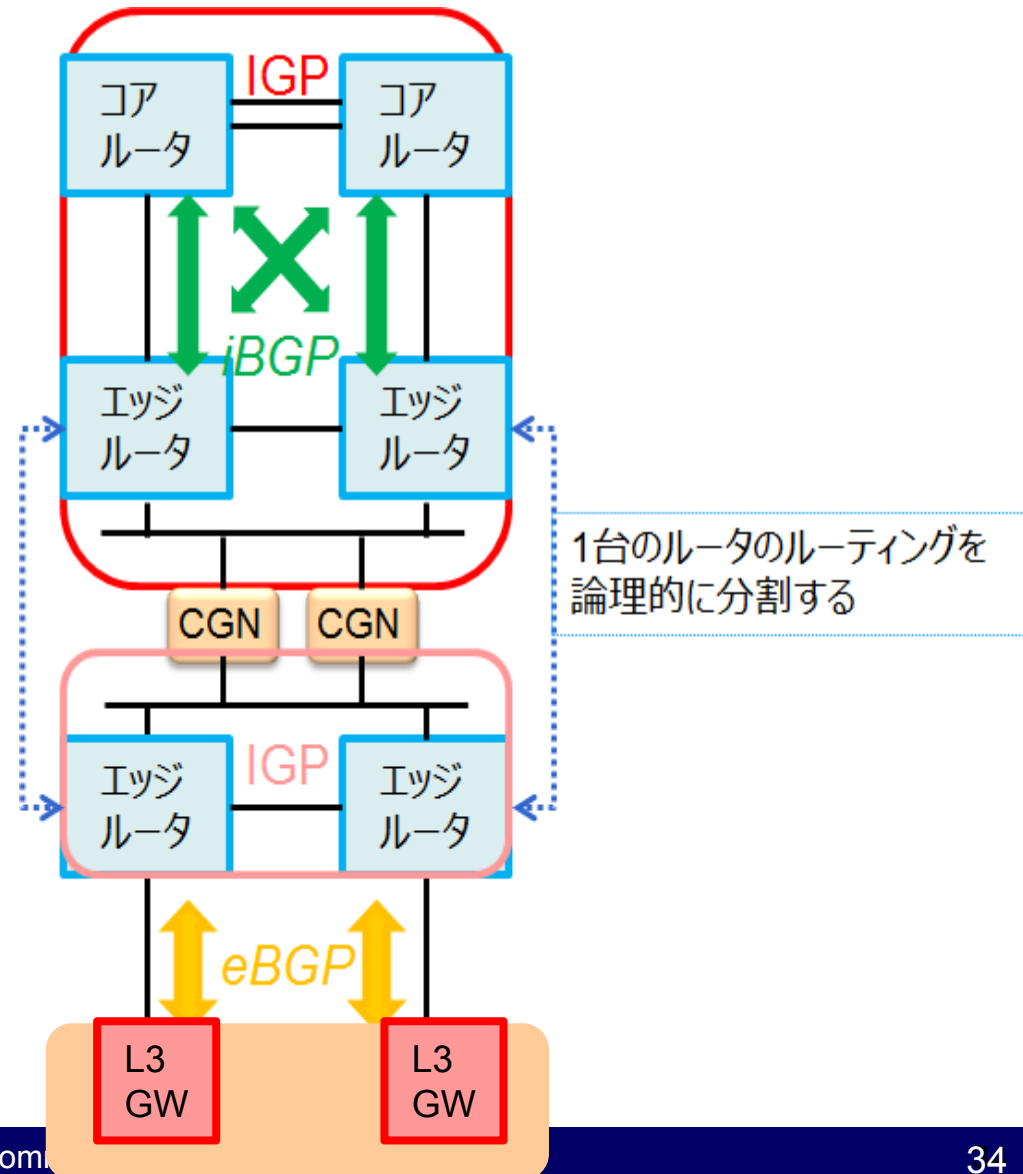 IGP
コア
ルータ
コア
ルータ
iBGP
エッジ
ルータ
エッジ
ルータ
1台のルータのルーティングを
論理的に分割する
CGN
CGN
IGP
エッジ
ルータ
エッジ
ルータ
eBGP
L3
GW
L3
GW
34